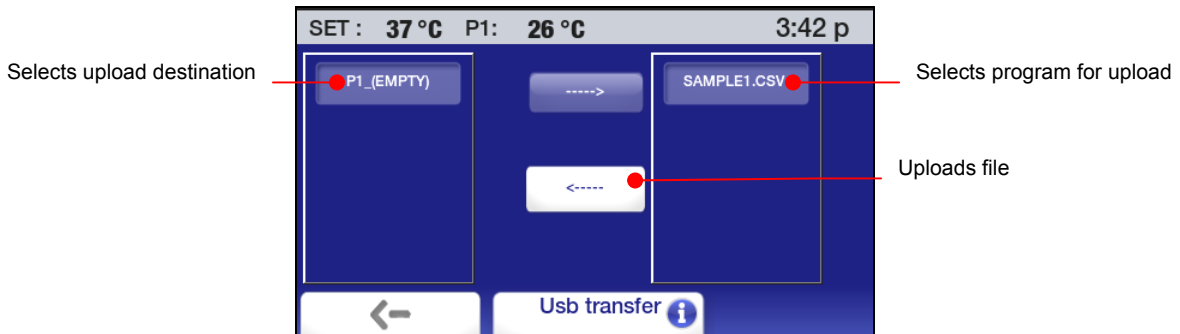 SET : 37 °C P1: 26 °C 3:42 p
Selects upload destination
P1_(EMPTY)
----->
SAMPLE1.CSV
Selects program for upload
<-----
Uploads file
Usb transfer